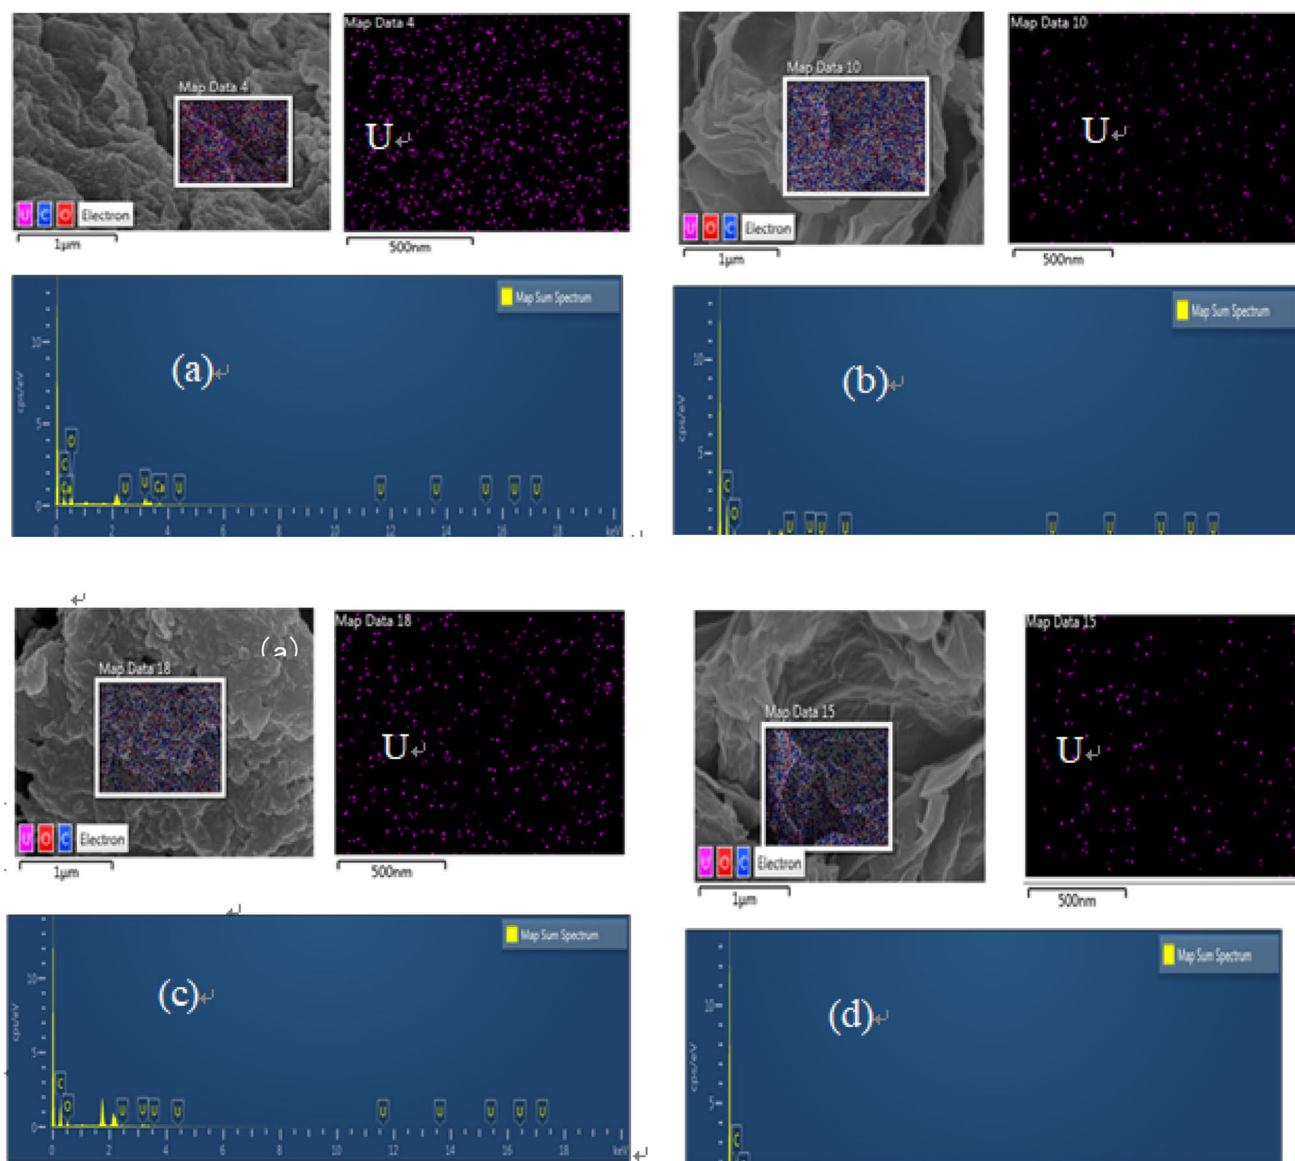 Map Data 4
Map Data 4
U↵
U C O Electron
1µm
500nm
Map Sum Spectrum
(a)↵
cps/eV
10
5
0
O
C
Ca
U
U
Ca
U
U
U
U
U
U
0 2 4 6 8 10 12 14 16 18 keV
Map Data 10
Map Data 10
U↵
U O C Electron
1µm
500nm
Map Sum Spectrum
(b)↵
cps/eV
10
5
C
O
U
U
U
U
U
U
U
U
U
↵
↵
(a)
Map Data 18
Map Data 18
U↵
U O C Electron
1µm
500nm
↵
Map Sum Spectrum
(c)↵
cps/eV
10
5
0
C
O
U
U
U
U
U
U
U
U
U
0 2 4 6 8 10 12 14 16 18 keV
↵
Map Data 15
Map Data 15
U↵
U O C Electron
1µm
500nm
Map Sum Spectrum
(d)↵
cps/eV
10
5
C